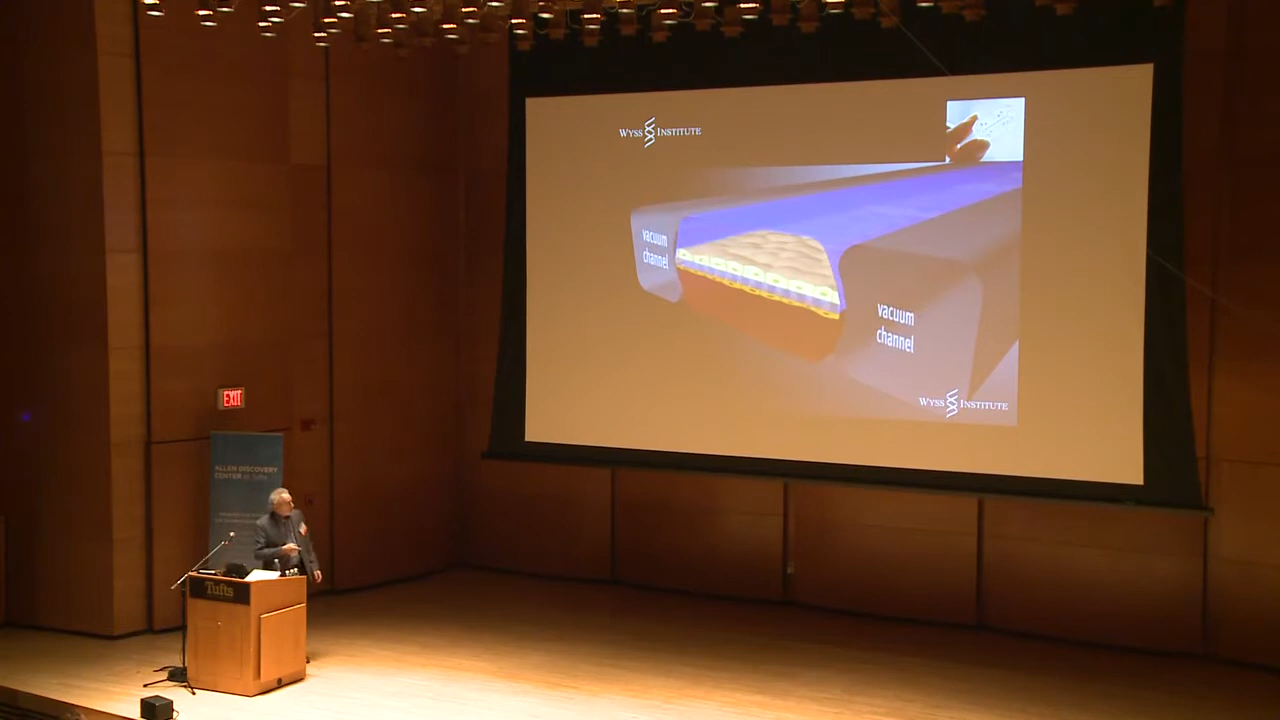 WYSS INSTITUTE
vacuum
channel
vacuum
channel
WYSS INSTITUTE
EXIT
ALLEN DISCOVERY
CENTER at Tufts
Tufts